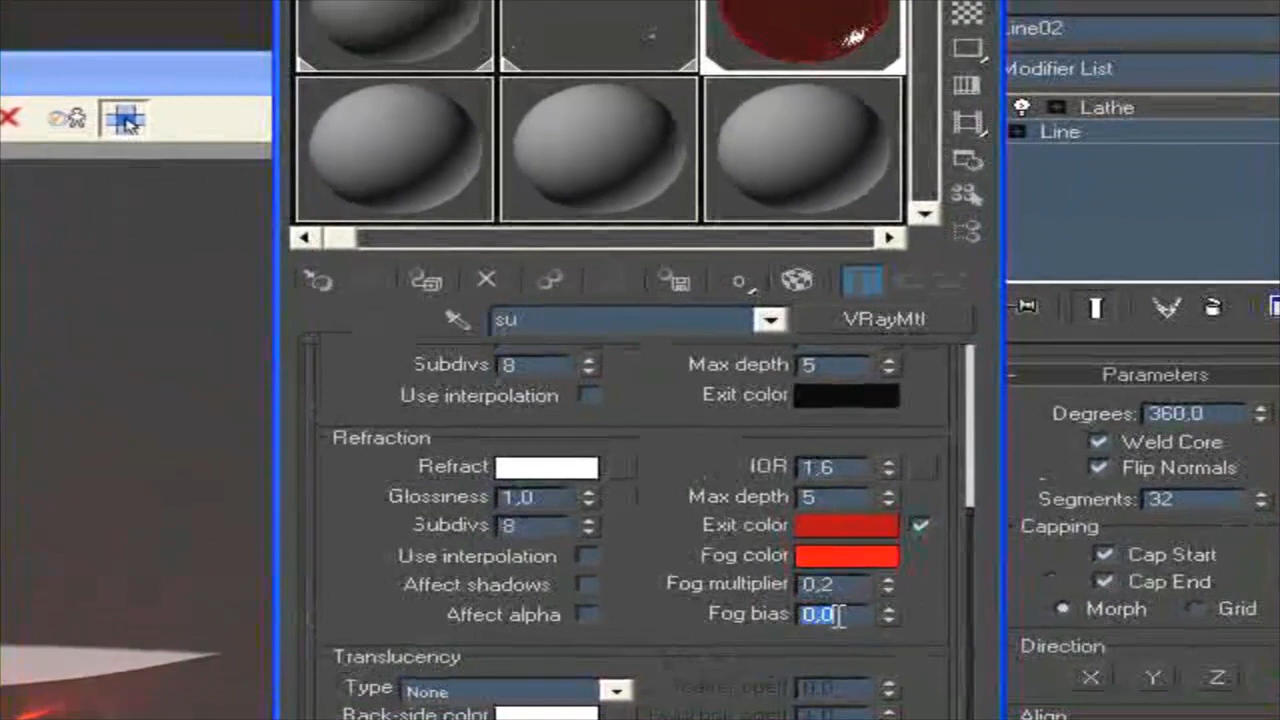 Line02
Modifier List
Lathe
Line
su
VRayMtl
Subdivs 8 Max depth 5
Use interpolation Exit color
Refraction
Refract IOR 1,6
Glossiness 1,0 Max depth 5
Subdivs 8 Exit color
Use interpolation Fog color
Affect shadows Fog multiplier 0,2
Affect alpha Fog bias 0,0
Translucency
Type None
Back-side color
Parameters
Degrees: 360,0
Weld Core
Flip Normals
Segments: 32
Capping
Cap Start
Cap End
Morph Grid
Direction
X Y Z
Align